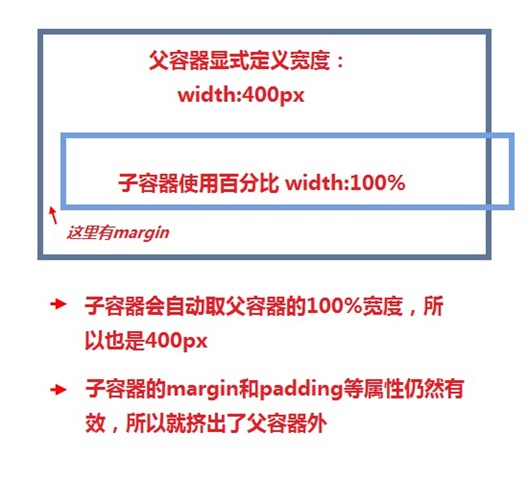 父容器显式定义宽度：
width:400px
子容器使用百分比 width:100%
这里有margin
子容器会自动取父容器的100%宽度，所
以也是400px
子容器的margin和padding等属性仍然有
效，所以就挤出了父容器外